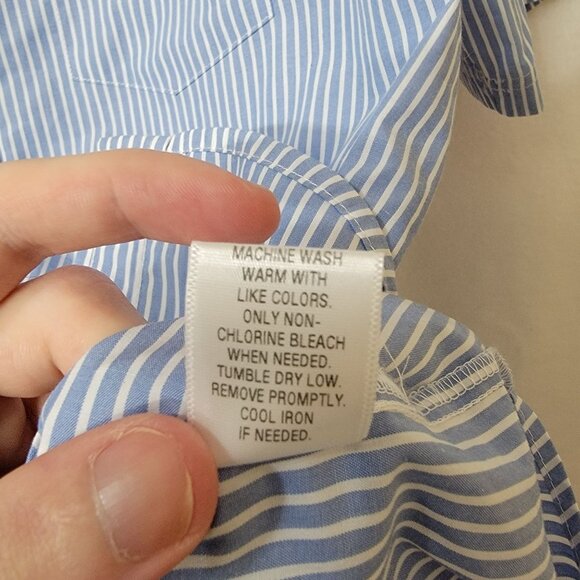 MACHINE WASH
WARM WITH
LIKE COLORS.
ONLY NON-
CHLORINE BLEACH
WHEN NEEDED.
TUMBLE DRY LOW.
REMOVE PROMPTLY.
COOL IRON
IF NEEDED.